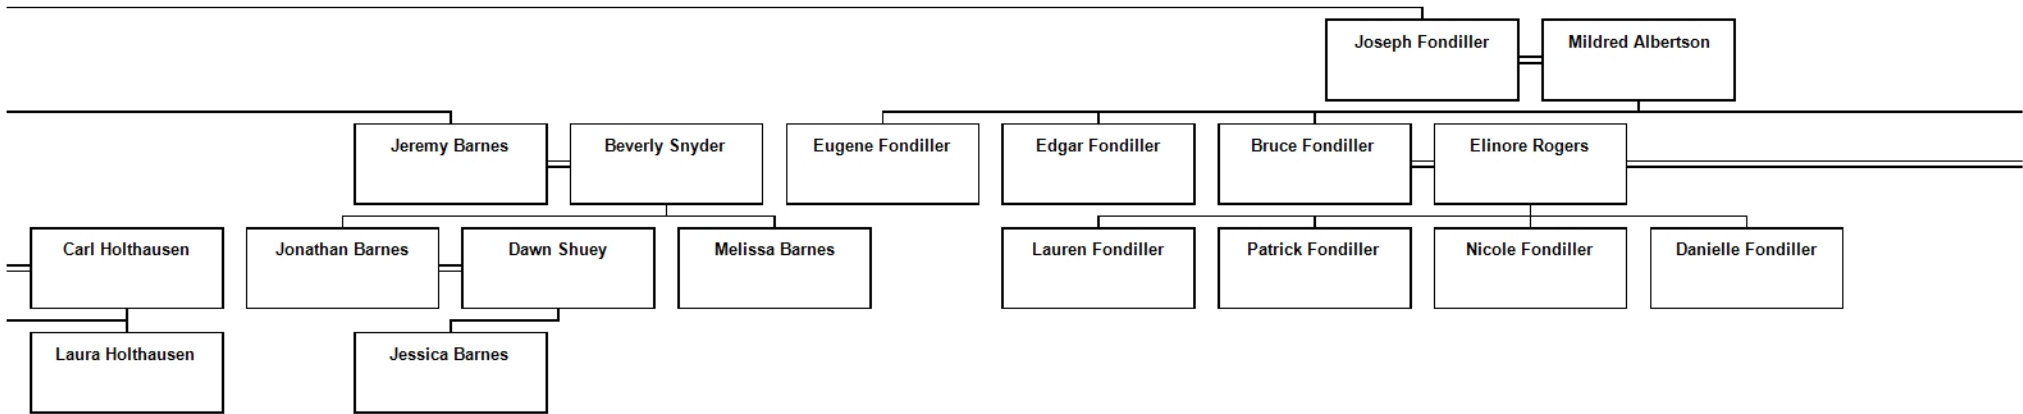 Joseph Fondiller
Mildred Albertson
Jeremy Barnes
Beverly Snyder
Eugene Fondiller
Edgar Fondiller
Bruce Fondiller
Elinore Rogers
Carl Holthausen
Jonathan Barnes
Dawn Shuey
Melissa Barnes
Lauren Fondiller
Patrick Fondiller
Nicole Fondiller
Danielle Fondiller
Laura Holthausen
Jessica Barnes